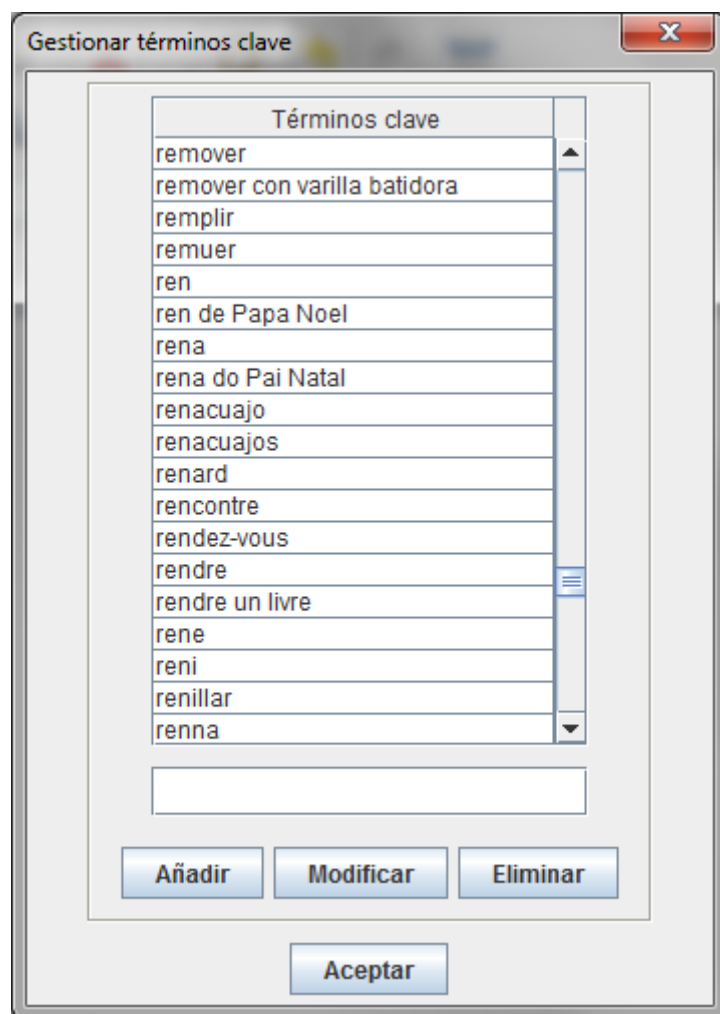 Gestionar términos clave
Términos clave
remover
remover con varilla batidora
remplir
remuer
ren
ren de Papa Noel
rena
rena do Pai Natal
renacuajo
renacuajos
renard
rencontre
rendez-vous
rendre
rendre un livre
rene
reni
renillar
renna
Añadir Modificar Eliminar
Aceptar